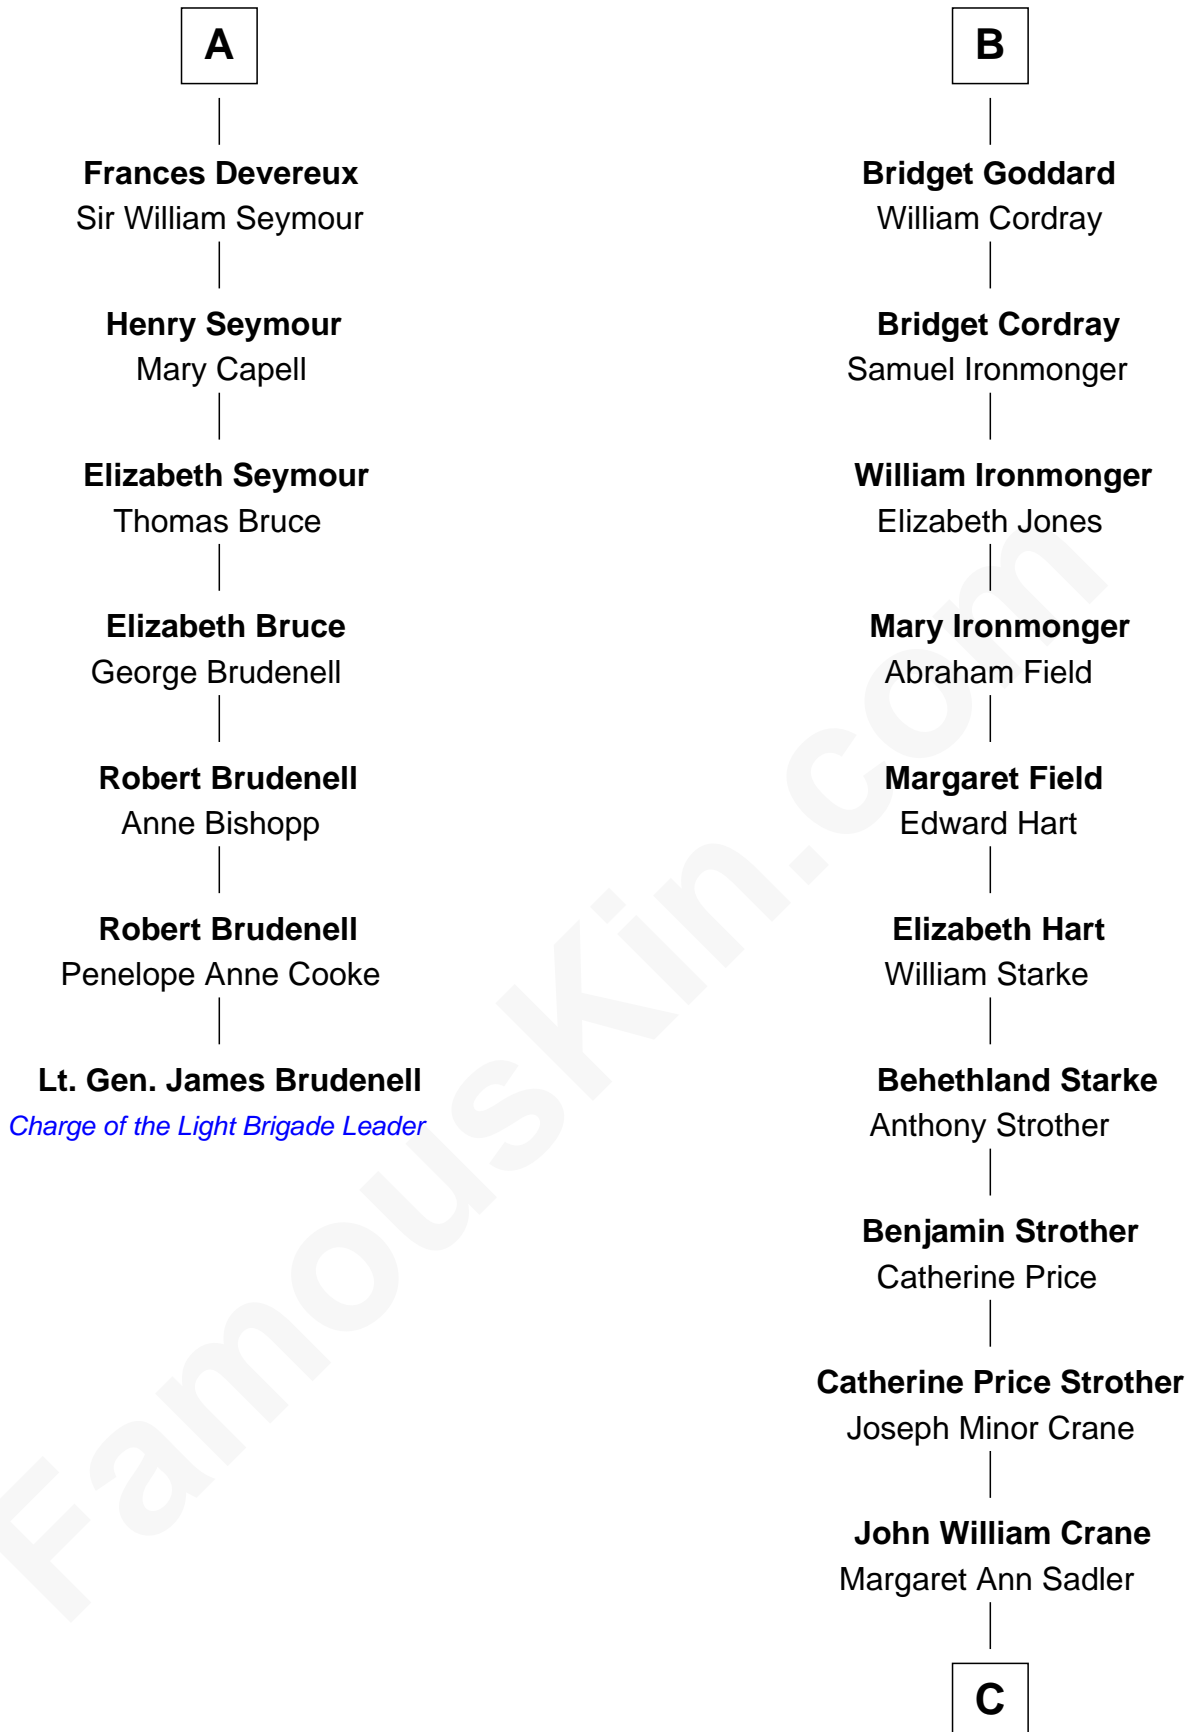 A
Frances Devereux
Sir William Seymour
Henry Seymour
Mary Capell
Elizabeth Seymour
Thomas Bruce
Elizabeth Bruce
George Brudenell
Robert Brudenell
Anne Bishopp
Robert Brudenell
Penelope Anne Cooke
Lt. Gen. James Brudenell
Charge of the Light Brigade Leader
B
Bridget Goddard
William Cordray
Bridget Cordray
Samuel Ironmonger
William Ironmonger
Elizabeth Jones
Mary Ironmonger
Abraham Field
Margaret Field
Edward Hart
Elizabeth Hart
William Starke
Behethland Starke
Anthony Strother
Benjamin Strother
Catherine Price
Catherine Price Strother
Joseph Minor Crane
John William Crane
Margaret Ann Sadler
C
FamousKin.com